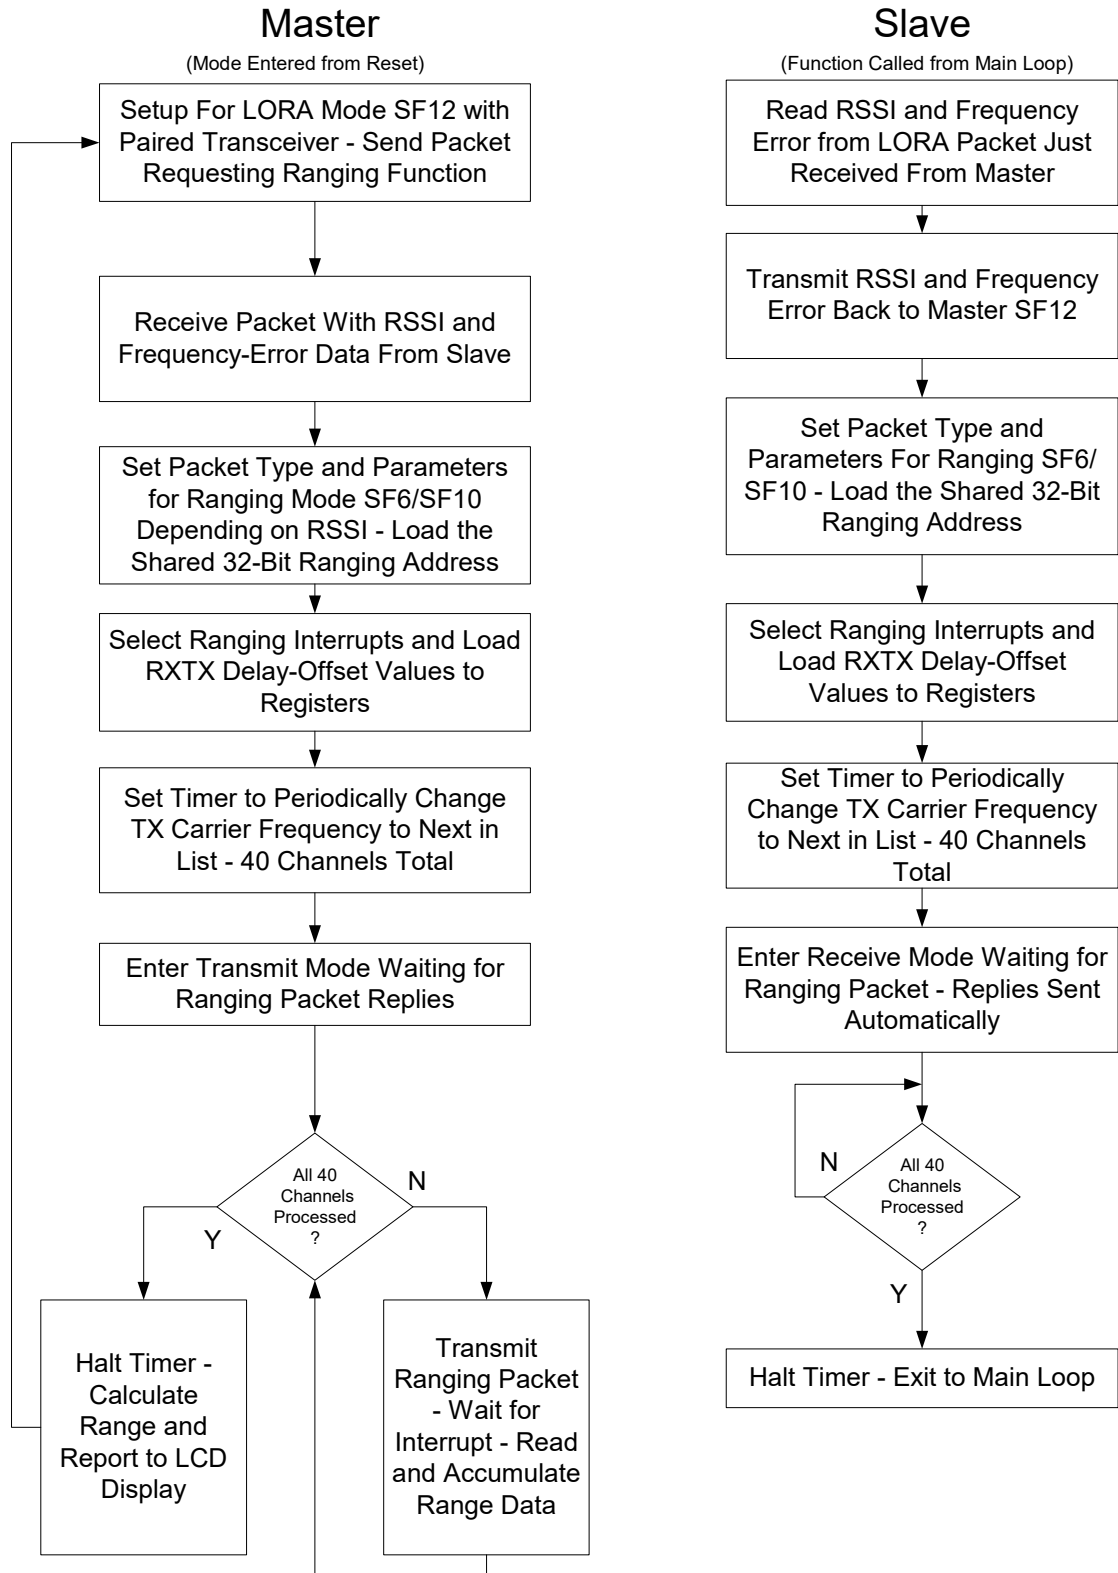 Master
(Mode Entered from Reset)
Setup For LORA Mode SF12 with
Paired Transceiver - Send Packet
Requesting Ranging Function
Receive Packet With RSSI and
Frequency-Error Data From Slave
Set Packet Type and Parameters
for Ranging Mode SF6/SF10
Depending on RSSI - Load the
Shared 32-Bit Ranging Address
Select Ranging Interrupts and Load
RXTX Delay-Offset Values to
Registers
Set Timer to Periodically Change
TX Carrier Frequency to Next in
List - 40 Channels Total
Enter Transmit Mode Waiting for
Ranging Packet Replies
All 40
Channels
Processed
?
N
Y
Halt Timer -
Calculate
Range and
Report to LCD
Display
Transmit
Ranging Packet
- Wait for
Interrupt - Read
and Accumulate
Range Data
Slave
(Function Called from Main Loop)
Read RSSI and Frequency
Error from LORA Packet Just
Received From Master
Transmit RSSI and Frequency
Error Back to Master SF12
Set Packet Type and
Parameters For Ranging SF6/
SF10 - Load the Shared 32-Bit
Ranging Address
Select Ranging Interrupts and
Load RXTX Delay-Offset
Values to Registers
Set Timer to Periodically
Change TX Carrier Frequency
to Next in List - 40 Channels
Total
Enter Receive Mode Waiting for
Ranging Packet - Replies Sent
Automatically
N
All 40
Channels
Processed
?
Y
Halt Timer - Exit to Main Loop